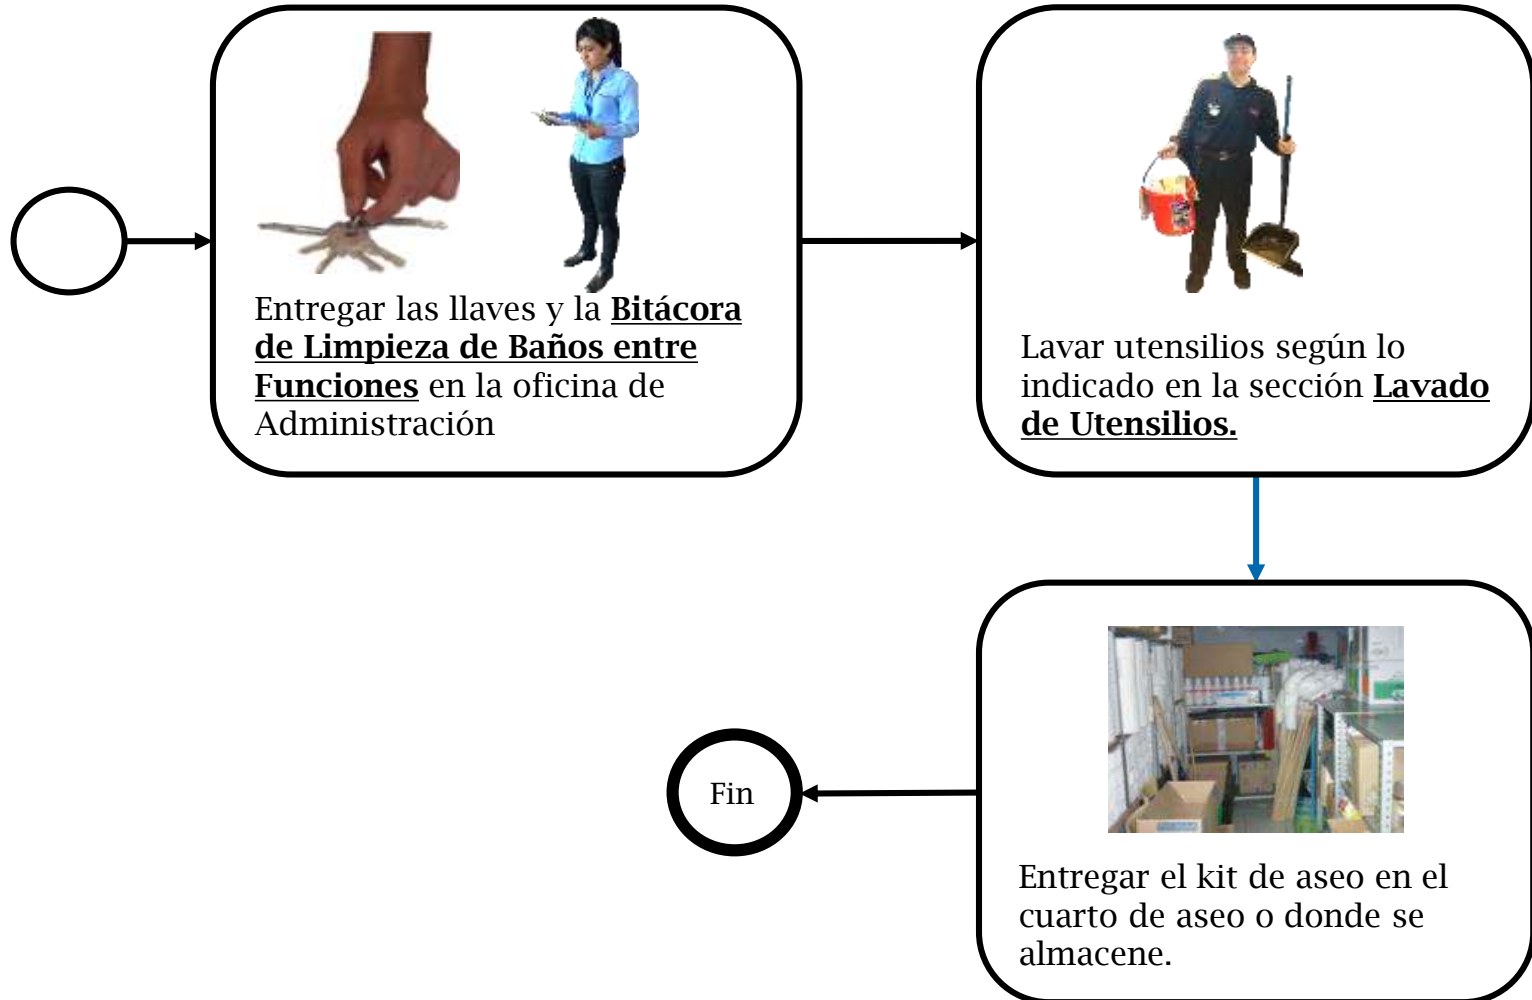 Entregar las llaves y la Bitácora
de Limpieza de Baños entre
Funciones en la oficina de
Administración
Lavar utensilios según lo
indicado en la sección Lavado
de Utensilios.
Entregar el kit de aseo en el
cuarto de aseo o donde se
almacene.
Fin